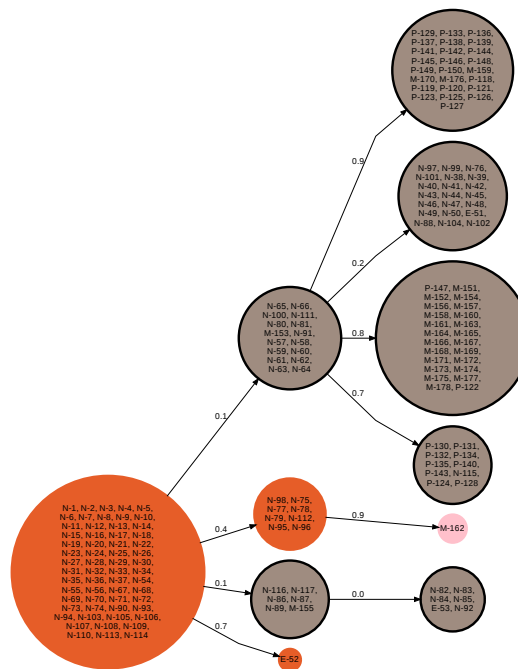 P-129, P-133, P-136,
P-137, P-138, P-139,
P-141, P-142, P-144,
P-145, P-146, P-148,
P-149, P-150, M-159,
M-170, M-176, P-118,
P-119, P-120, P-121,
P-123, P-125, P-126,
P-127
0.9
N-97, N-99, N-76,
N-101, N-38, N-39,
N-40, N-41, N-42,
N-43, N-44, N-45,
N-46, N-47, N-48,
N-49, N-50, E-51,
N-88, N-104, N-102
0.2
N-65, N-66,
N-100, N-111,
N-80, N-81,
M-153, N-91,
N-57, N-58,
N-59, N-60,
N-61, N-62,
N-63, N-64
0.8
P-147, M-151,
M-152, M-154,
M-156, M-157,
M-158, M-160,
M-161, M-163,
M-164, M-165,
M-166, M-167,
M-168, M-169,
M-171, M-172,
M-173, M-174,
M-175, M-177,
M-178, P-122
0.7
P-130, P-131,
P-132, P-134,
P-135, P-140,
P-143, N-115,
P-124, P-128
0.1
N-1, N-2, N-3, N-4, N-5,
N-6, N-7, N-8, N-9, N-10,
N-11, N-12, N-13, N-14,
N-15, N-16, N-17, N-18,
N-19, N-20, N-21, N-22,
N-23, N-24, N-25, N-26,
N-27, N-28, N-29, N-30,
N-31, N-32, N-33, N-34,
N-35, N-36, N-37, N-54,
N-55, N-56, N-67, N-68,
N-69, N-70, N-71, N-72,
N-73, N-74, N-90, N-93,
N-94, N-103, N-105, N-106,
N-107, N-108, N-109,
N-110, N-113, N-114
0.4
N-98, N-75,
N-77, N-78,
N-79, N-112,
N-95, N-96
0.9
M-162
0.1
N-116, N-117,
N-86, N-87,
N-89, M-155
0.0
N-82, N-83,
N-84, N-85,
E-53, N-92
0.7
E-52